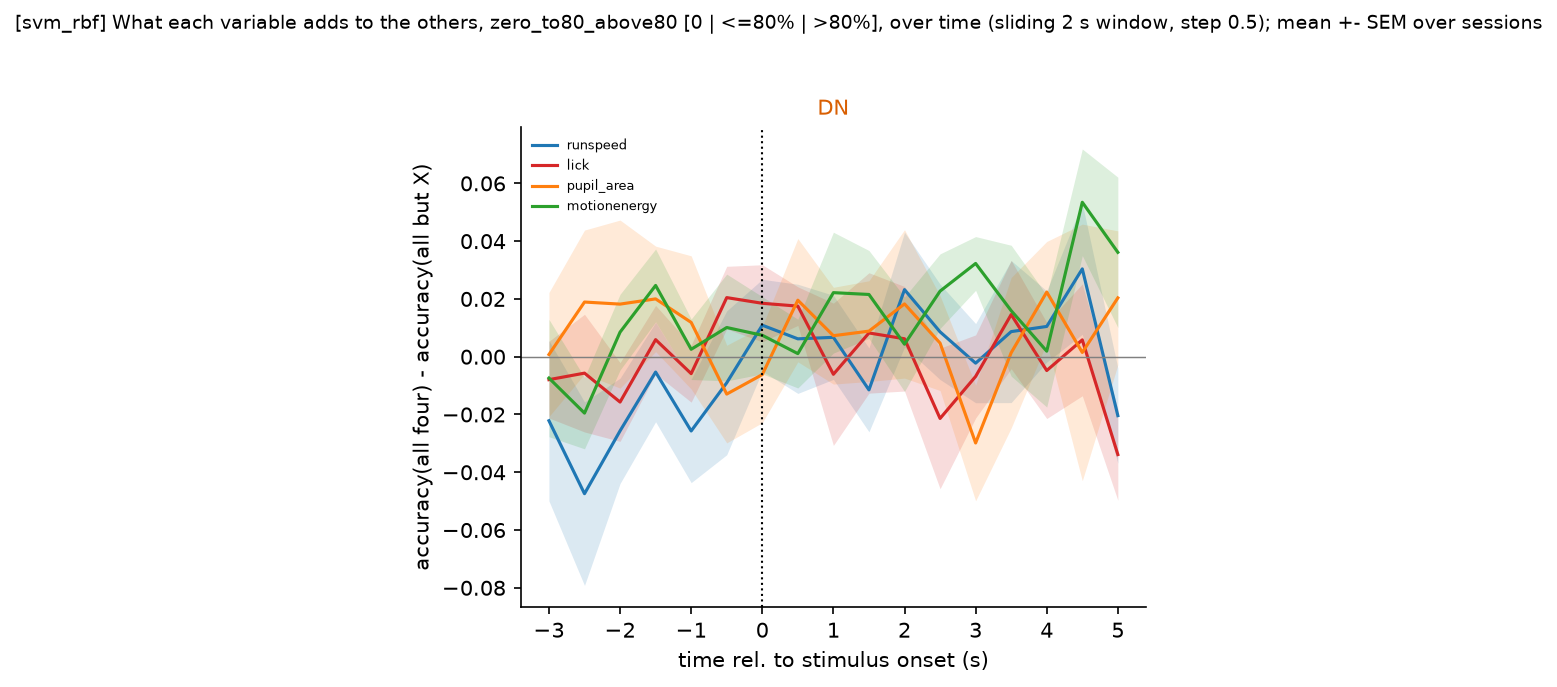 [svm_rbf] What each variable adds to the others, zero_to80_above80 [0 | <=80% | >80%], over time (sliding 2 s window, step 0.5); mean +- SEM over sessions
DN
runspeed
lick
pupil_area
motionenergy
accuracy(all four) - accuracy(all but X)
0.06
0.04
0.02
0.00
−0.02
−0.04
−0.06
−0.08
−3 −2 −1 0 1 2 3 4 5
time rel. to stimulus onset (s)